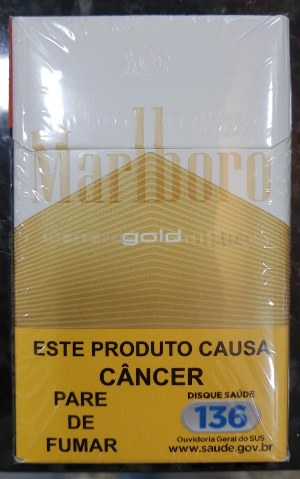 Marlboro
gold
ESTE PRODUTO CAUSA
CÂNCER
PARE
DE
FUMAR
DISQUE SAÚDE
136
Ouvidoria Geral do SUS
www.saude.gov.br